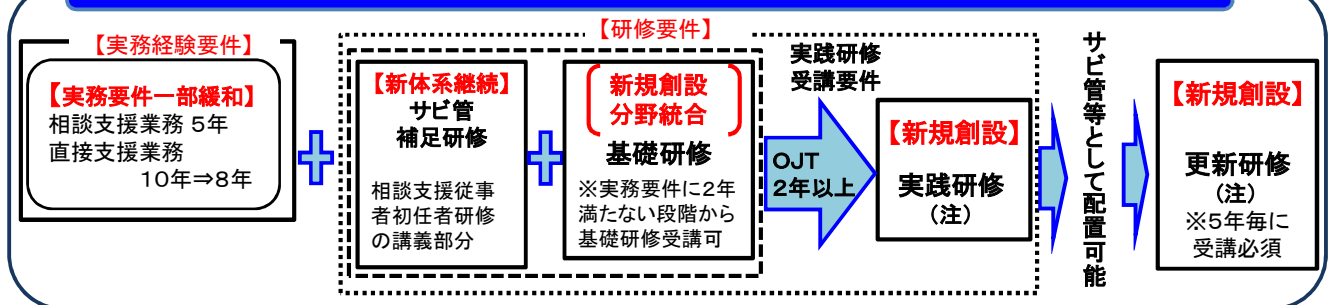 【実務経験要件】
【実務要件一部緩和】
相談支援業務 5年
直接支援業務
10年⇒8年
【研修要件】
【新体系継続】
サビ管
補足研修
相談支援従事
者初任者研修
の講義部分
新規創設
分野統合
基礎研修
※実務要件に2年
満たない段階から
基礎研修受講可
実践研修
受講要件
OJT
2年以上
【新規創設】
実践研修
(注)
サビ管等として配置可能
【新規創設】
更新研修
(注)
※5年毎に
受講必須